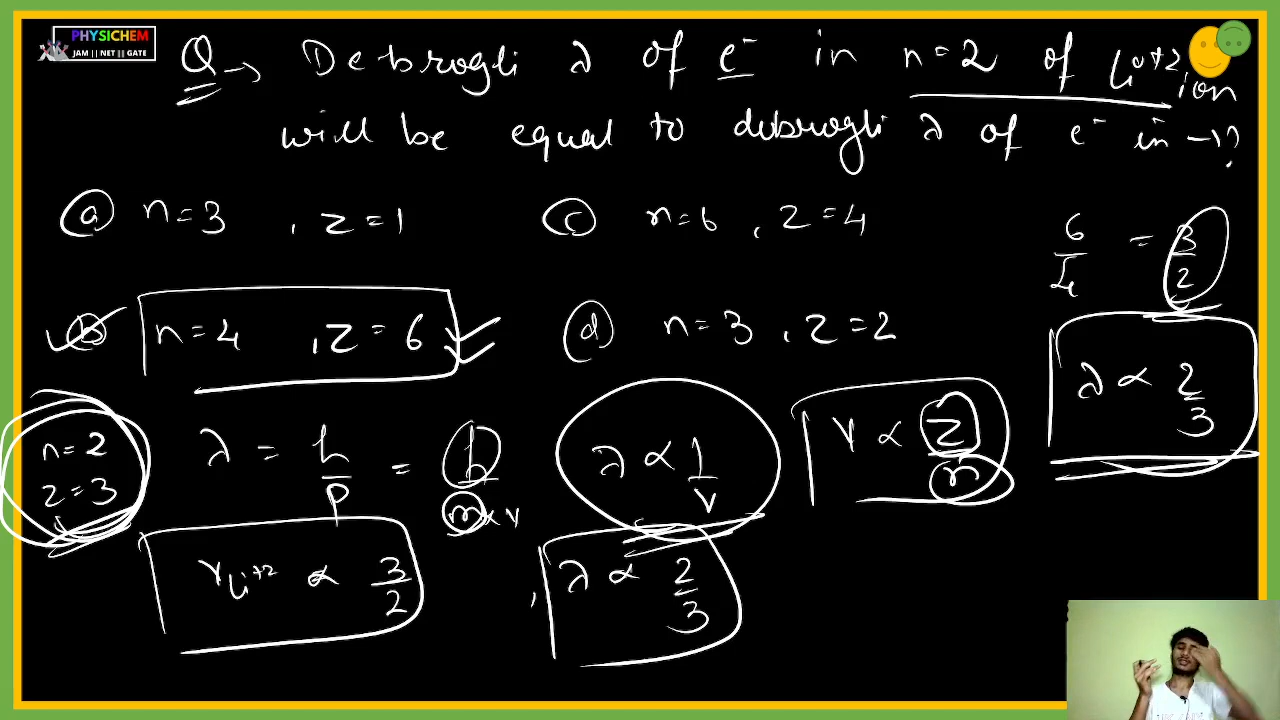 PHYSICHEM
JAM || NET || GATE
Q → Debrogli λ of e⁻ in n=2 of Li⁺² ion
will be equal to debrogli λ of e⁻ in →?
(a) n=3 , z=1
(c) n=6 , z=4
6/4 = 3/2
(b) n=4 , z=6
(d) n=3 , z=2
λ ∝ 2/3
n=2
z=3
λ = h/p = h/m×v
λ ∝ 1/v
v ∝ z/n
v Li⁺² ∝ 3/2 , λ ∝ 2/3